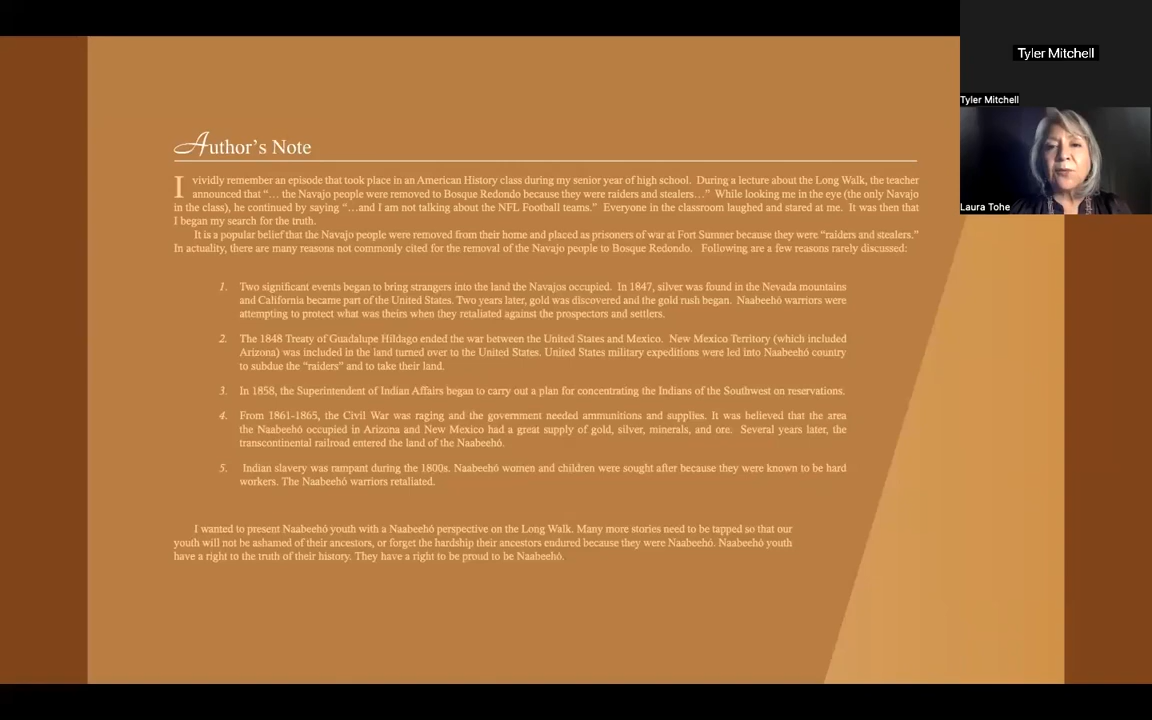 Tyler Mitchell
Tyler Mitchell
Laura Tohe
Author's Note
I vividly remember an episode that took place in an American History class during my senior year of high school. During a lecture about the Long Walk, the teacher
announced that “… the Navajo people were removed to Bosque Redondo because they were raiders and stealers…” While looking me in the eye (the only Navajo
in the class), he continued by saying “…and I am not talking about the NFL Football teams.” Everyone in the classroom laughed and stared at me. It was then that
I began my search for the truth.
It is a popular belief that the Navajo people were removed from their home and placed as prisoners of war at Fort Sumner because they were “raiders and stealers.”
In actuality, there are many reasons not commonly cited for the removal of the Navajo people to Bosque Redondo. Following are a few reasons rarely discussed:
1. Two significant events began to bring strangers into the land the Navajos occupied. In 1847, silver was found in the Nevada mountains
and California became part of the United States. Two years later, gold was discovered and the gold rush began. Naabeehó warriors were
attempting to protect what was theirs when they retaliated against the prospectors and settlers.
2. The 1848 Treaty of Guadalupe Hildago ended the war between the United States and Mexico. New Mexico Territory (which included
Arizona) was included in the land turned over to the United States. United States military expeditions were led into Naabeehó country
to subdue the “raiders” and to take their land.
3. In 1858, the Superintendent of Indian Affairs began to carry out a plan for concentrating the Indians of the Southwest on reservations.
4. From 1861-1865, the Civil War was raging and the government needed ammunitions and supplies. It was believed that the area
the Naabeehó occupied in Arizona and New Mexico had a great supply of gold, silver, minerals, and ore. Several years later, the
transcontinental railroad entered the land of the Naabeehó.
5. Indian slavery was rampant during the 1800s. Naabeehó women and children were sought after because they were known to be hard
workers. The Naabeehó warriors retaliated.
I wanted to present Naabeehó youth with a Naabeehó perspective on the Long Walk. Many more stories need to be tapped so that our
youth will not be ashamed of their ancestors, or forget the hardship their ancestors endured because they were Naabeehó. Naabeehó youth
have a right to the truth of their history. They have a right to be proud to be Naabeehó.